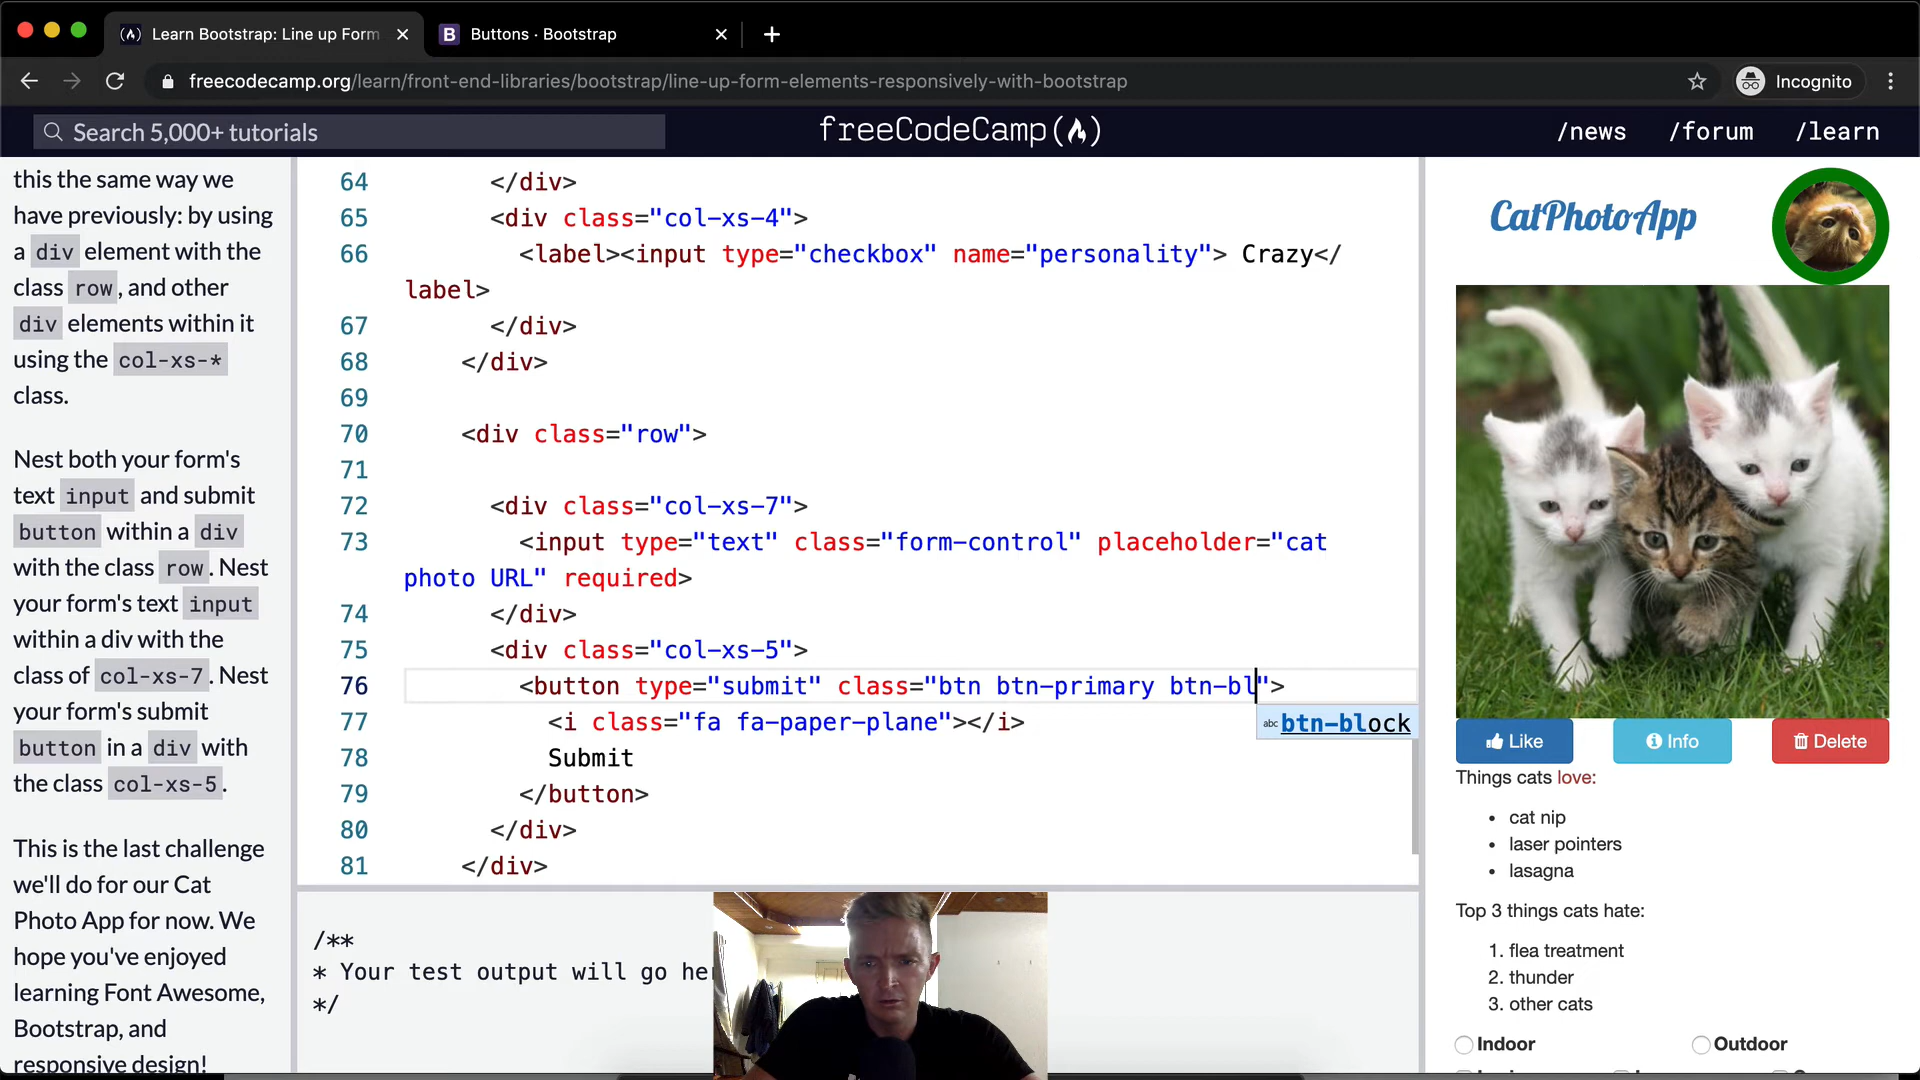 Learn Bootstrap: Line up Form
Buttons · Bootstrap
freecodecamp.org/learn/front-end-libraries/bootstrap/line-up-form-elements-responsively-with-bootstrap
Incognito
Search 5,000+ tutorials
freeCodeCamp
/news
/forum
/learn
this the same way we
have previously: by using
a div element with the
class row, and other
div elements within it
using the col-xs-*
class.
Nest both your form's
text input and submit
button within a div
with the class row. Nest
your form's text input
within a div with the
class of col-xs-7. Nest
your form's submit
button in a div with
the class col-xs-5.
This is the last challenge
we'll do for our Cat
Photo App for now. We
hope you've enjoyed
learning Font Awesome,
Bootstrap, and
responsive design!
64 </div>
65 <div class="col-xs-4">
66 <label><input type="checkbox" name="personality"> Crazy</
label>
67 </div>
68 </div>
69
70 <div class="row">
71
72 <div class="col-xs-7">
73 <input type="text" class="form-control" placeholder="cat
photo URL" required>
74 </div>
75 <div class="col-xs-5">
76 <button type="submit" class="btn btn-primary btn-bl">
abc btn-block
77 <i class="fa fa-paper-plane"></i>
78 Submit
79 </button>
80 </div>
81 </div>
/**
* Your test output will go her
*/
CatPhotoApp
Like
Info
Delete
Things cats love:
• cat nip
• laser pointers
• lasagna
Top 3 things cats hate:
1. flea treatment
2. thunder
3. other cats
Indoor
Outdoor